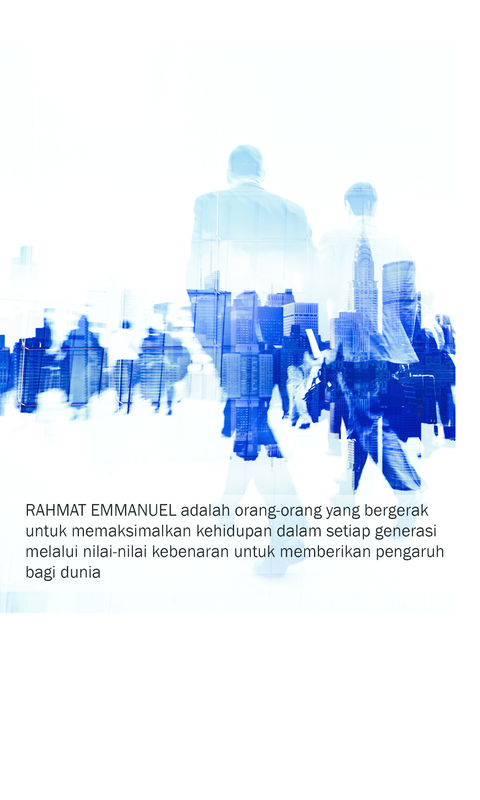 RAHMAT EMMANUEL adalah orang-orang yang bergerak
untuk memaksimalkan kehidupan dalam setiap generasi
melalui nilai-nilai kebenaran untuk memberikan pengaruh
bagi dunia